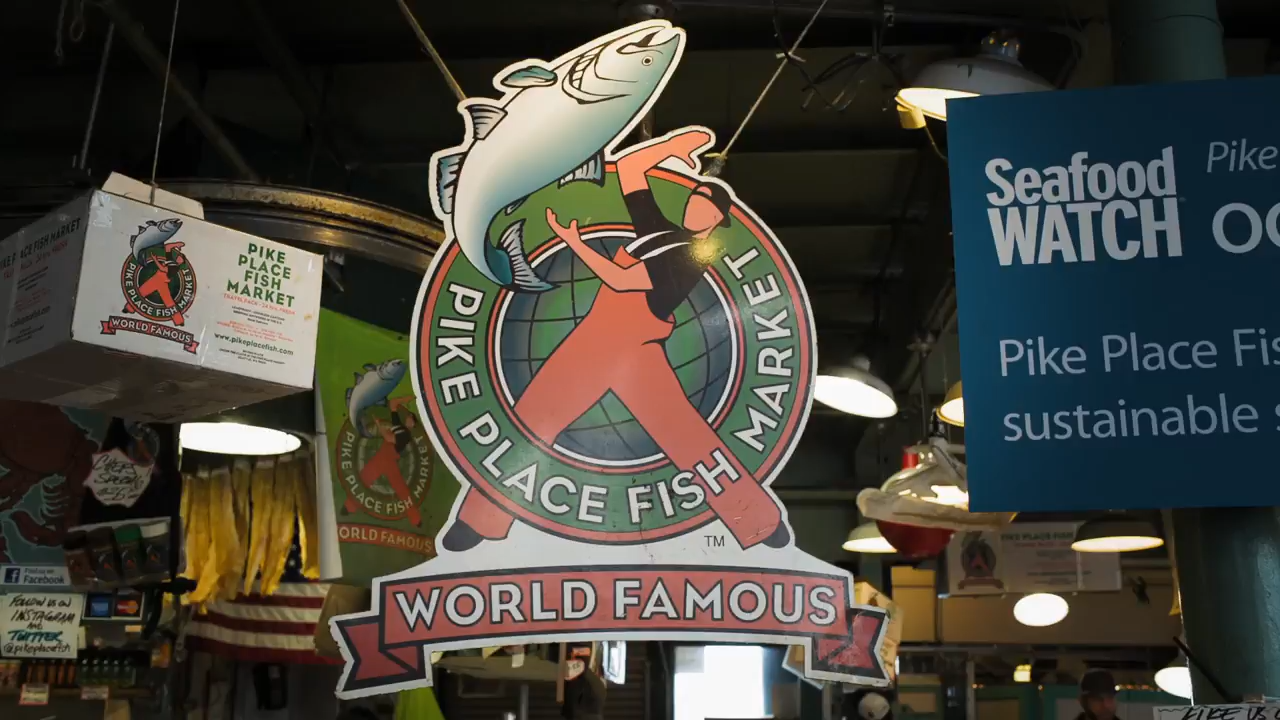 PIKE PLACE FISH MARKET
WORLD FAMOUS
TM
Seafood
WATCH
Pike
Pike Place Fis
sustainable
PIKE
PLACE
FISH
MARKET
www.pikeplacefish.com
PIKE PLACE FISH MARKET
WORLD FAMOUS
PIKE PLACE FISH MARKET
ORLD FAMOUS
Facebook
FOLLOW US ON
INSTAGRAM
AND
TWITTER
@pikeplacefish